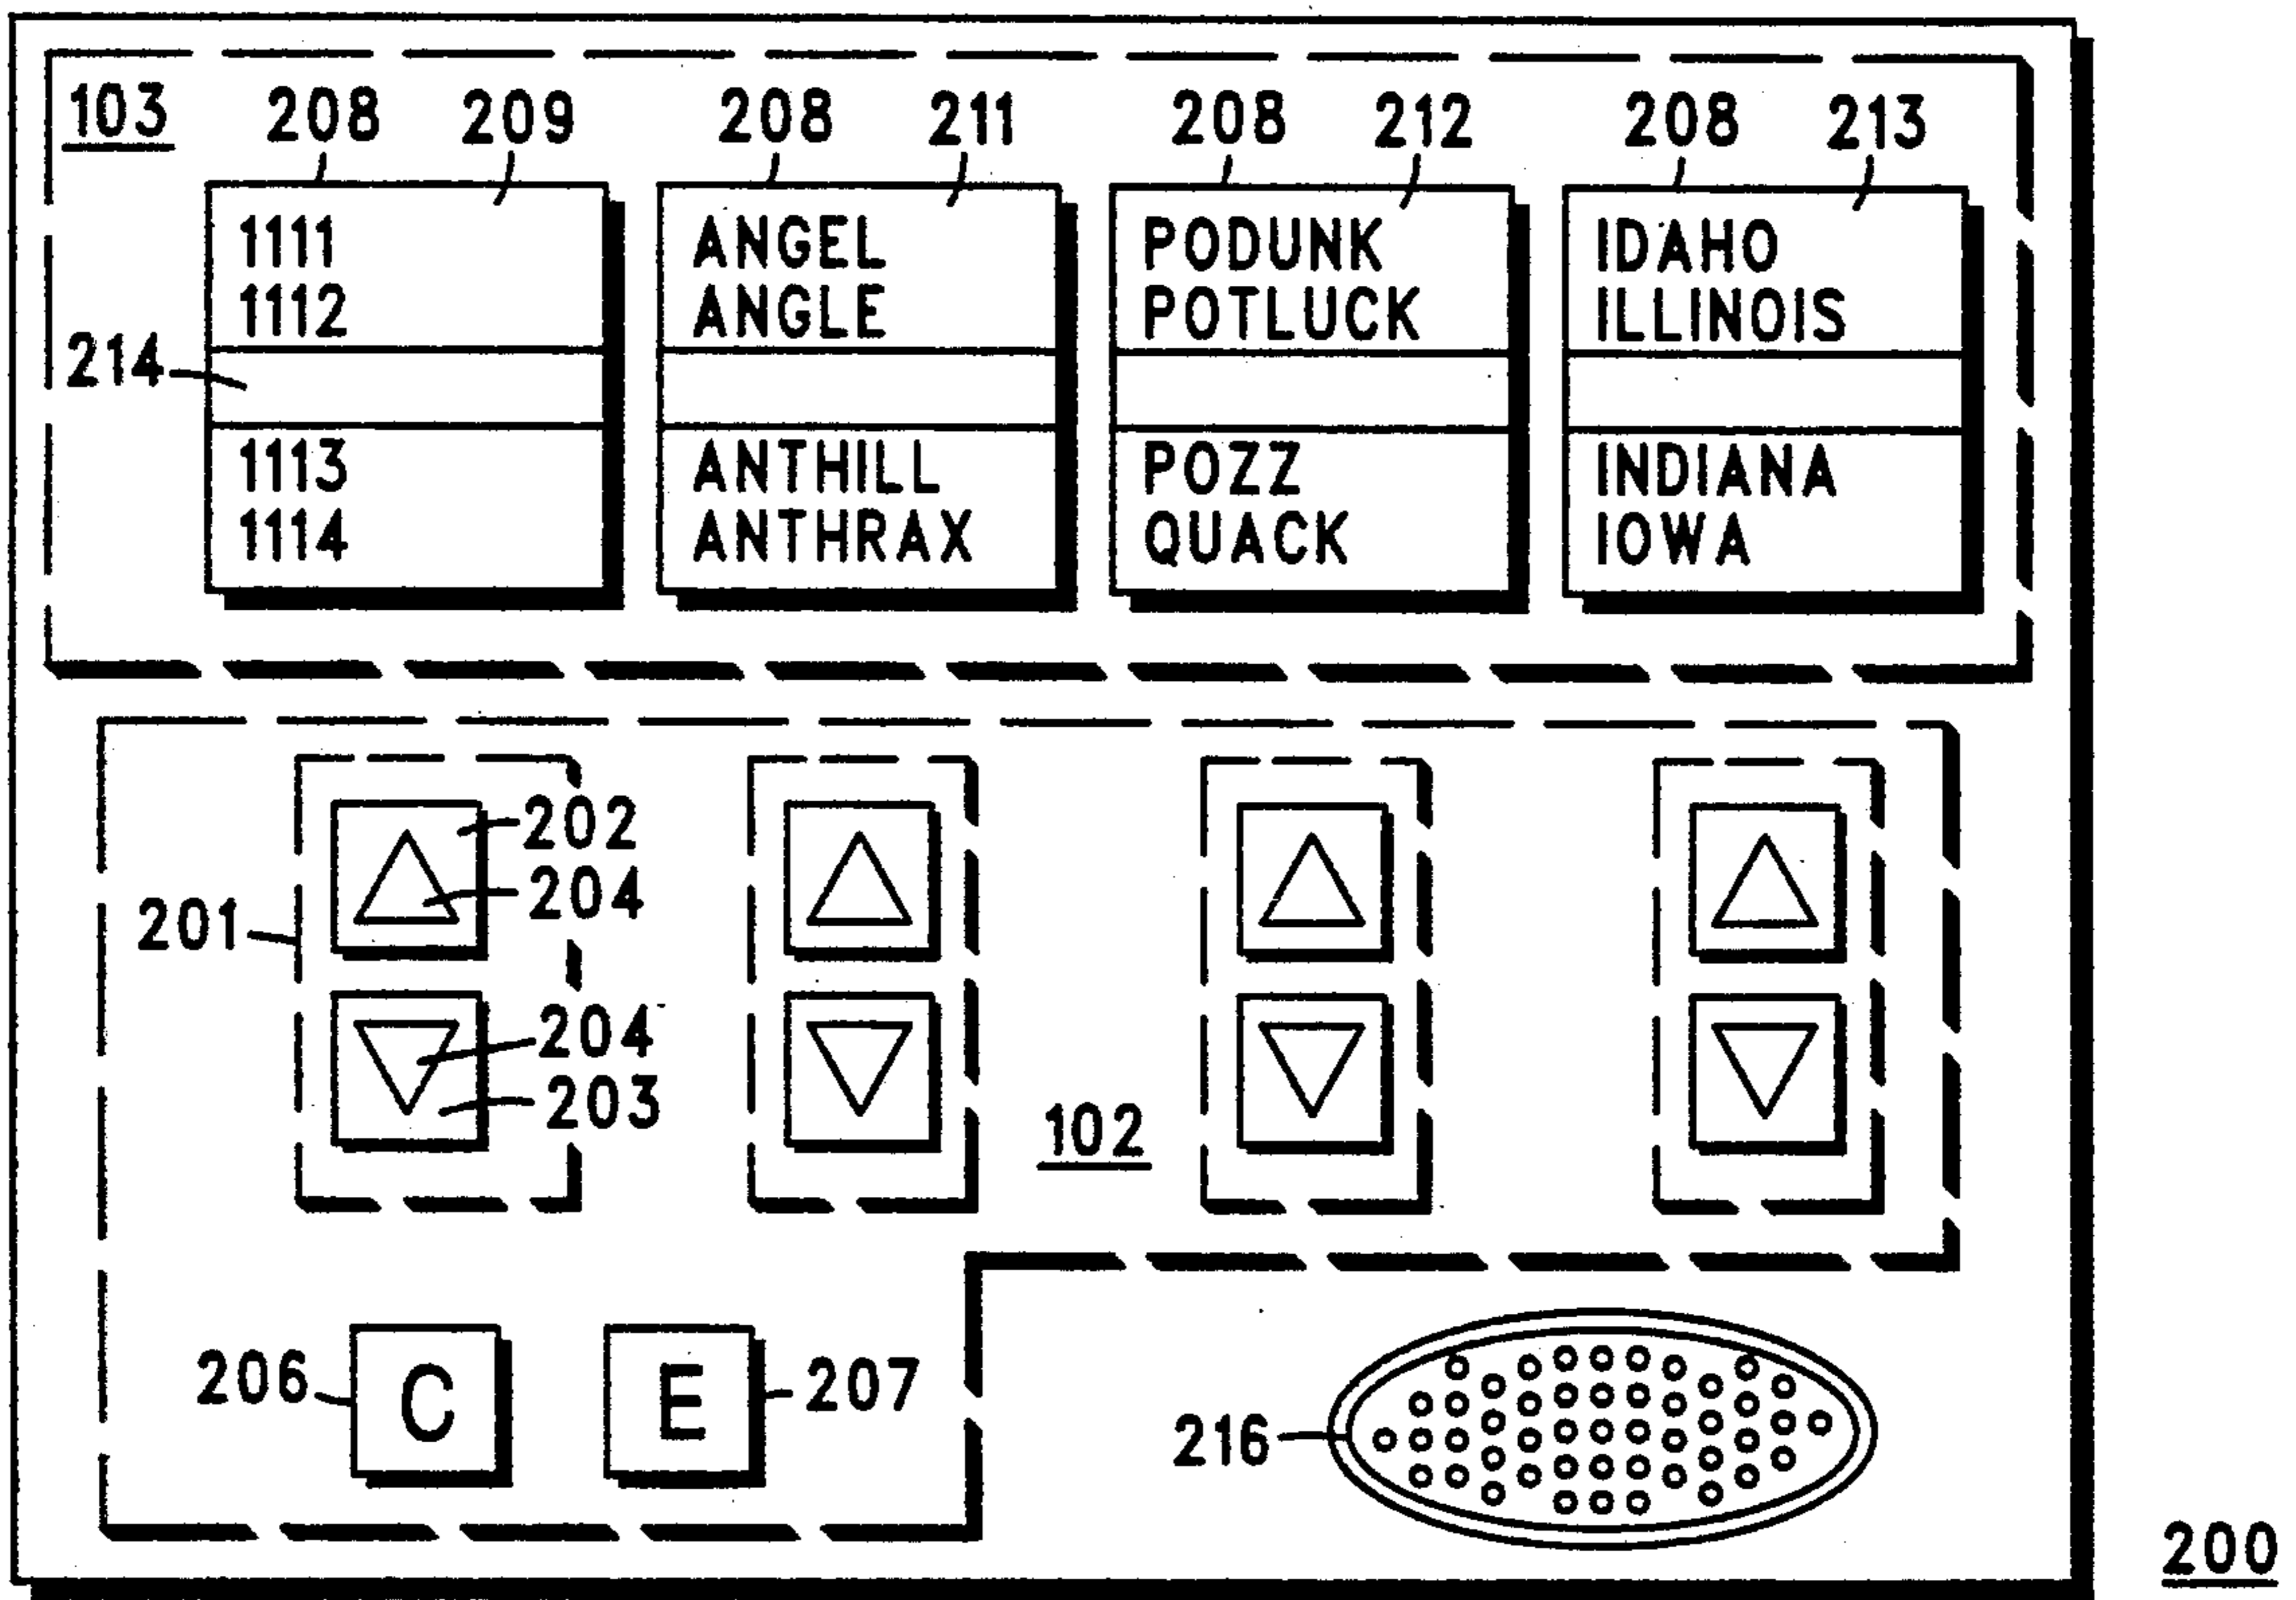 103 208 209 208 211 208 212 208 213
1111 ANGEL PODUNK IDAHO
1112 ANGLE POTLUCK ILLINOIS
214
1113 ANTHILL POZZ INDIANA
1114 ANTHRAX QUACK IOWA
202
204
201
204
203
102
206 C E 207
216
200